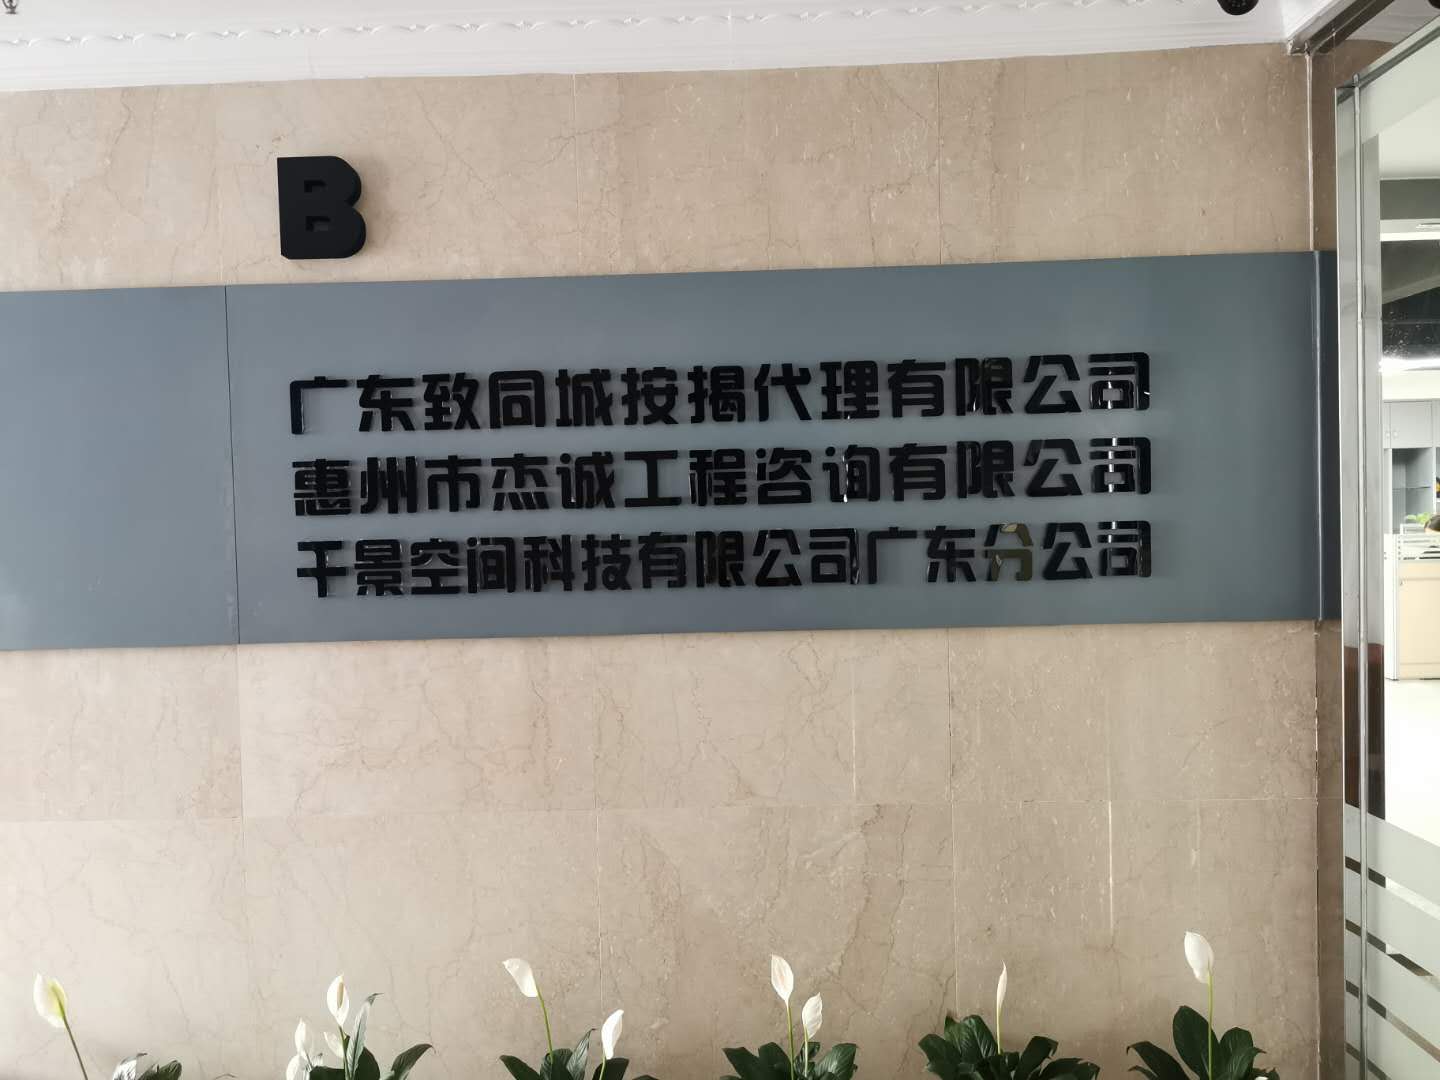 B
广东致同城按揭代理有限公司
惠州市杰诚工程咨询有限公司
千景空间科技有限公司广东分公司